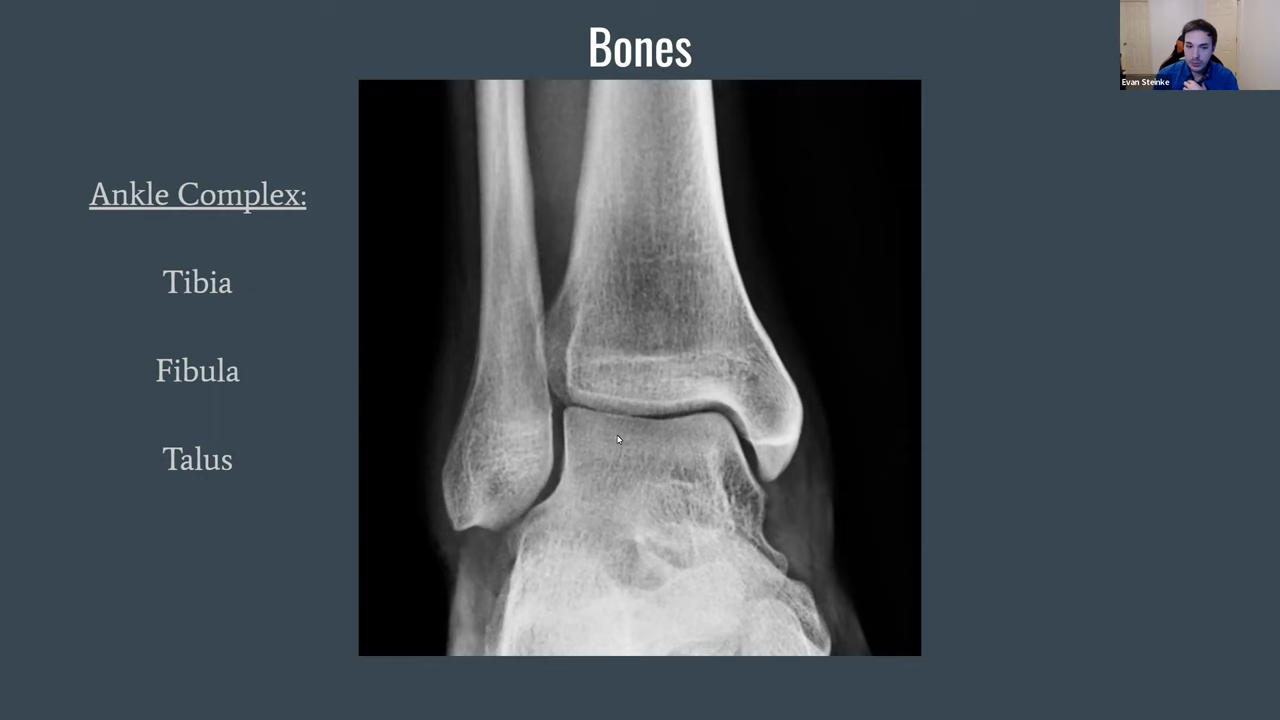 Bones
Evan Steinke
Ankle Complex:
Tibia
Fibula
Talus